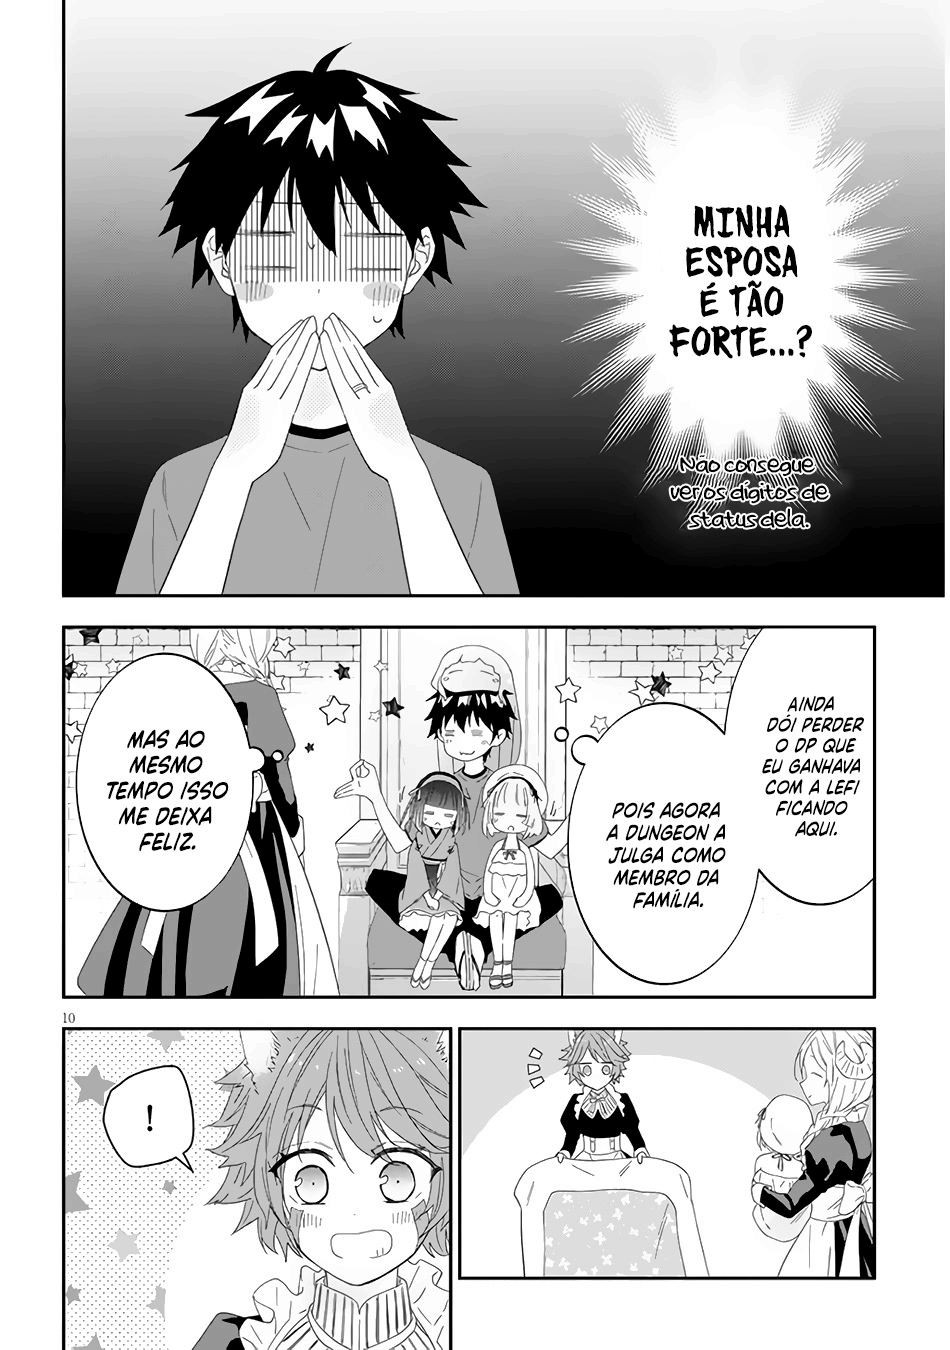 MINHA
ESPOSA
É TÃO
FORTE...?
Não consegue
ver os dígitos de
status dela.
AINDA
DÓI PERDER
O DP QUE
EU GANHAVA
COM A LEFI
FICANDO
AQUI.
POIS AGORA
A DUNGEON A
JULGA COMO
MEMBRO DA
FAMÍLIA.
MAS AO
MESMO
TEMPO ISSO
ME DEIXA
FELIZ.
10
!